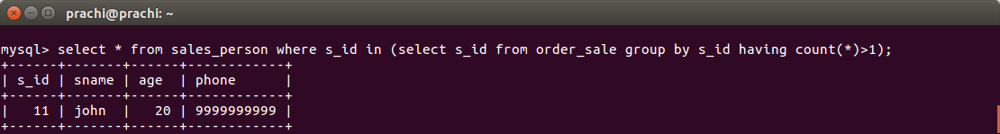 prachi@prachi: ~
mysql> select * from sales_person where s_id in (select s_id from order_sale group by s_id having count(*)>1);
+------+-------+------+------------+
| s_id | sname | age  | phone      |
+------+-------+------+------------+
|   11 | john  |   20 | 9999999999 |
+------+-------+------+------------+